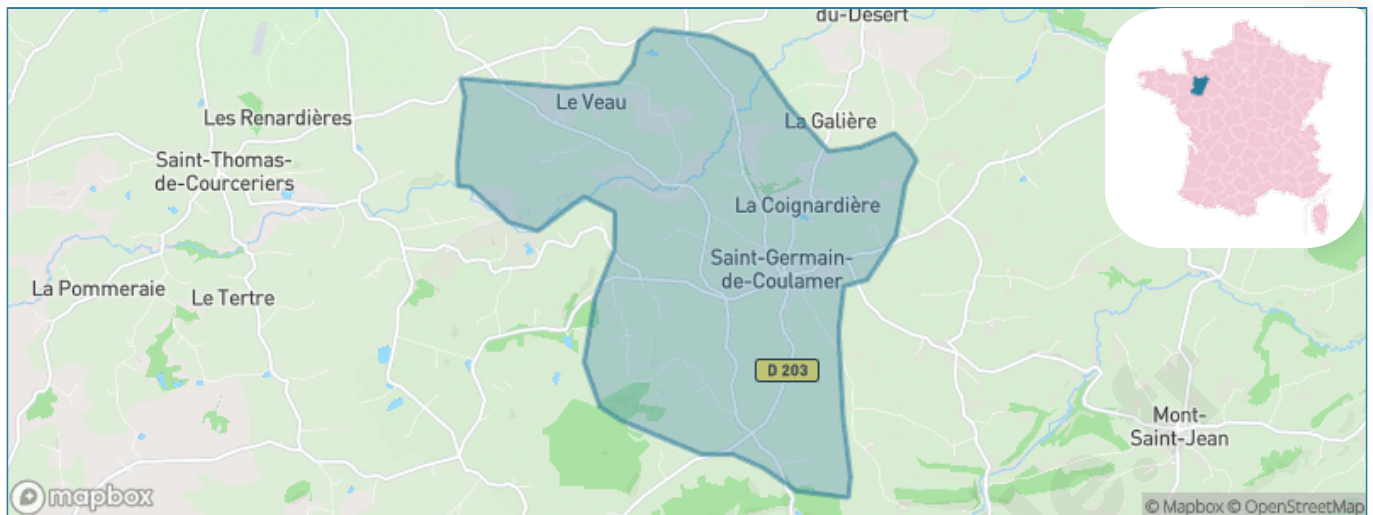 du-Désert
Le Veau
Les Renardières
La Galière
Saint-Thomas-
de-Courceriers
La Coignardière
Saint-Germain-
de-Coulamer
La Pommeraie
Le Tertre
D 203
Mont-
Saint-Jean
mapbox
© Mapbox © OpenStreetMap